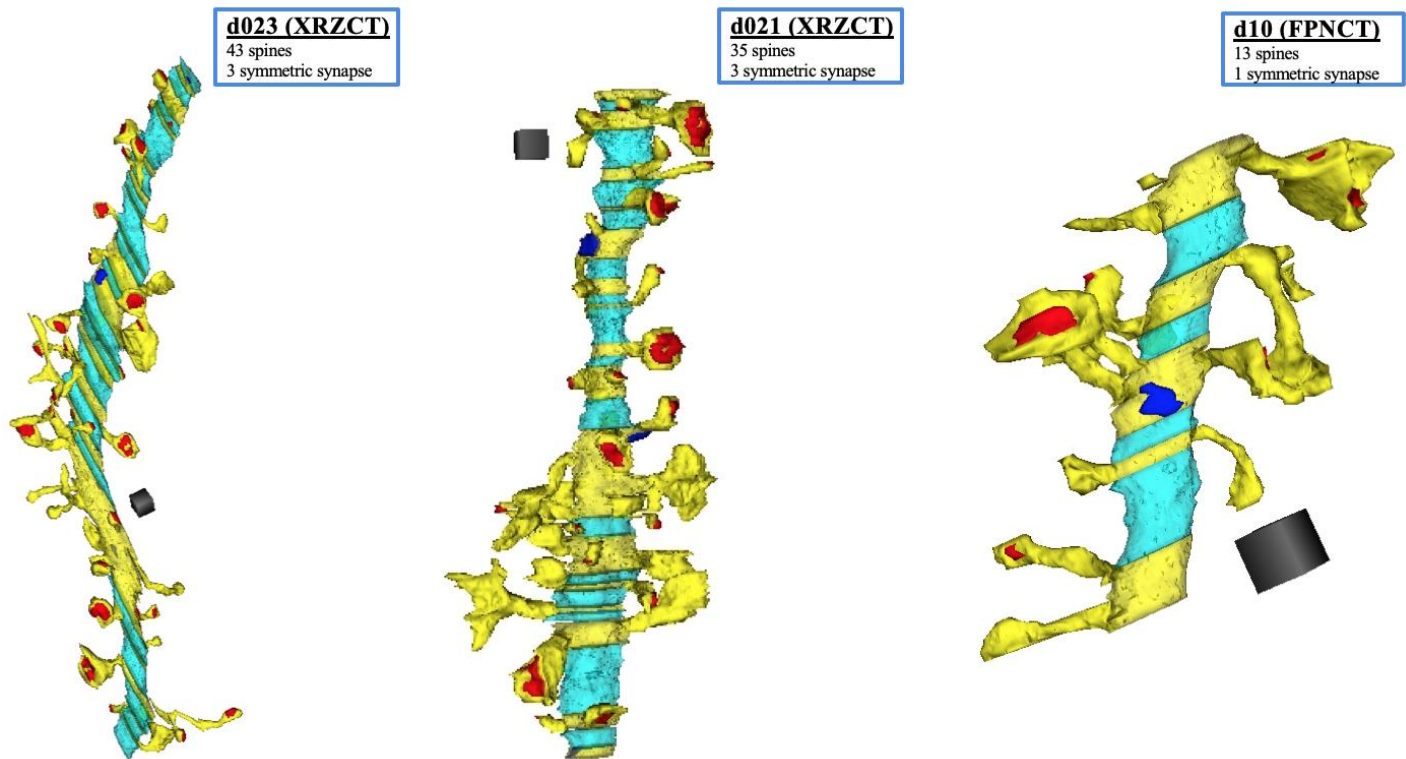 d023 (XRZCT)
43 spines
3 symmetric synapse
d021 (XRZCT)
35 spines
3 symmetric synapse
d10 (FPNCT)
13 spines
1 symmetric synapse